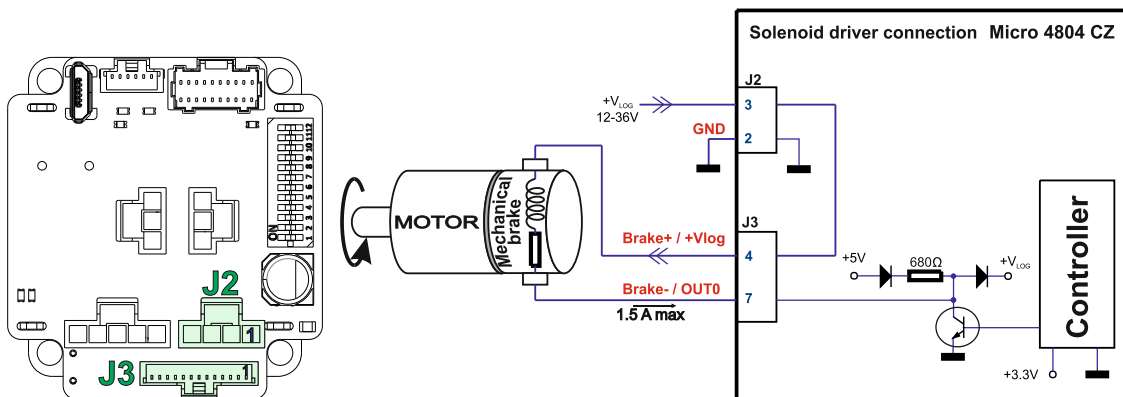 Solenoid driver connection Micro 4804 CZ
J2
+VLOG
12-36V
3
GND
2
12
11
10
9
8
7
6
5
4
3
2
1
ON
MOTOR
Mechanical
brake
J3
Brake+ / +Vlog
4
Brake- / OUT0
7
1.5 A max
+5V
680Ω
+VLOG
Controller
+3.3V
J2
1
J3
1